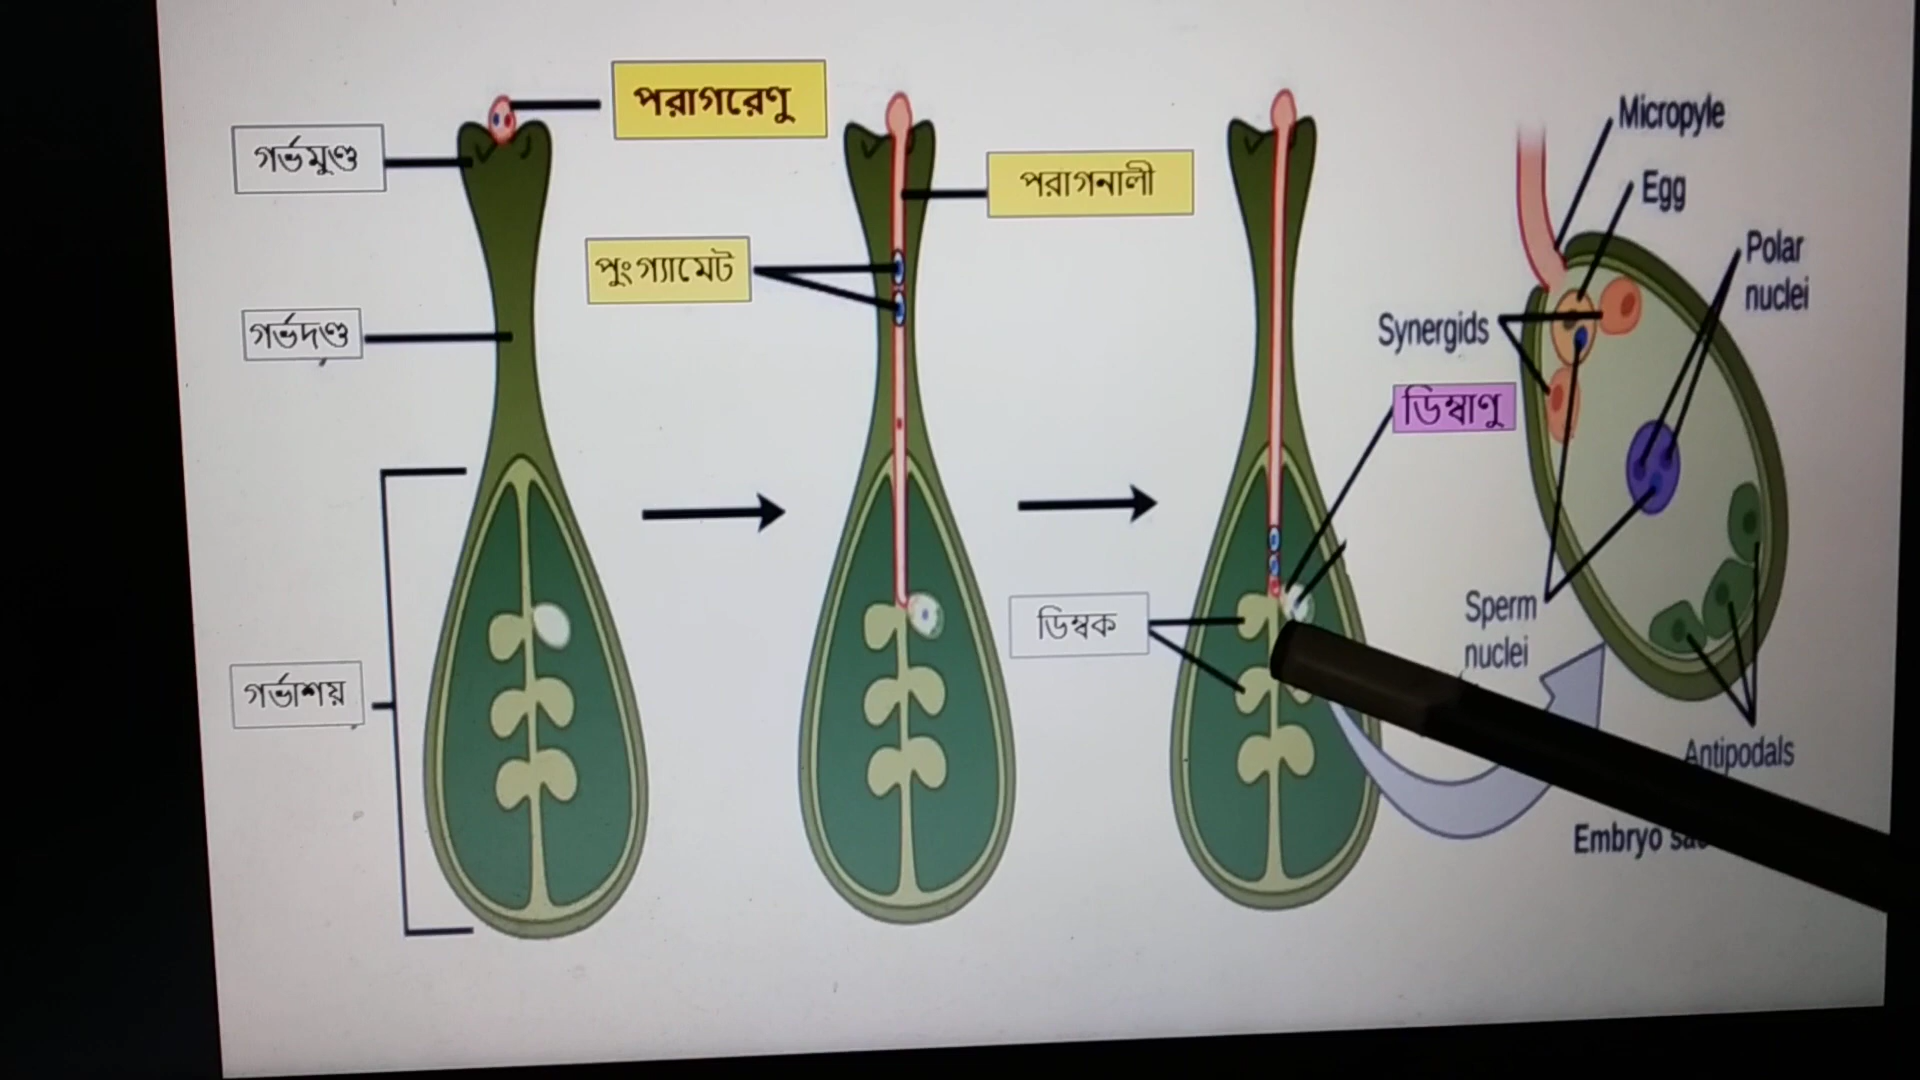 পরাগরেণু
গর্ভমুণ্ড
পরাগনালী
পুংগ্যামেট
গর্ভদণ্ড
ডিম্বক
গর্ভাশয়
ডিম্বাণু
Micropyle
Egg
Polar
nuclei
Synergids
Sperm
nuclei
Antipodals
Embryo